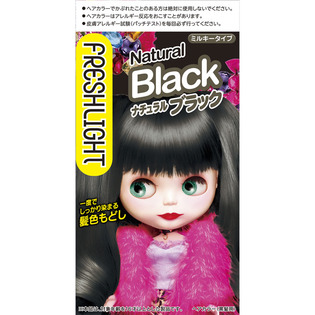 ●ヘアカラーでかぶれたことのある方は絶対に使用しないでください。
●ヘアカラーはアレルギー反応をおこすことがあります。
●皮膚アレルギー試験(パッチテスト)を毎回必ず行ってください。
ミルキータイプ
FRESHLIGHT
Natural
Black
ナチュラル ブラック
一度で
しっかり染まる
髪色もどし